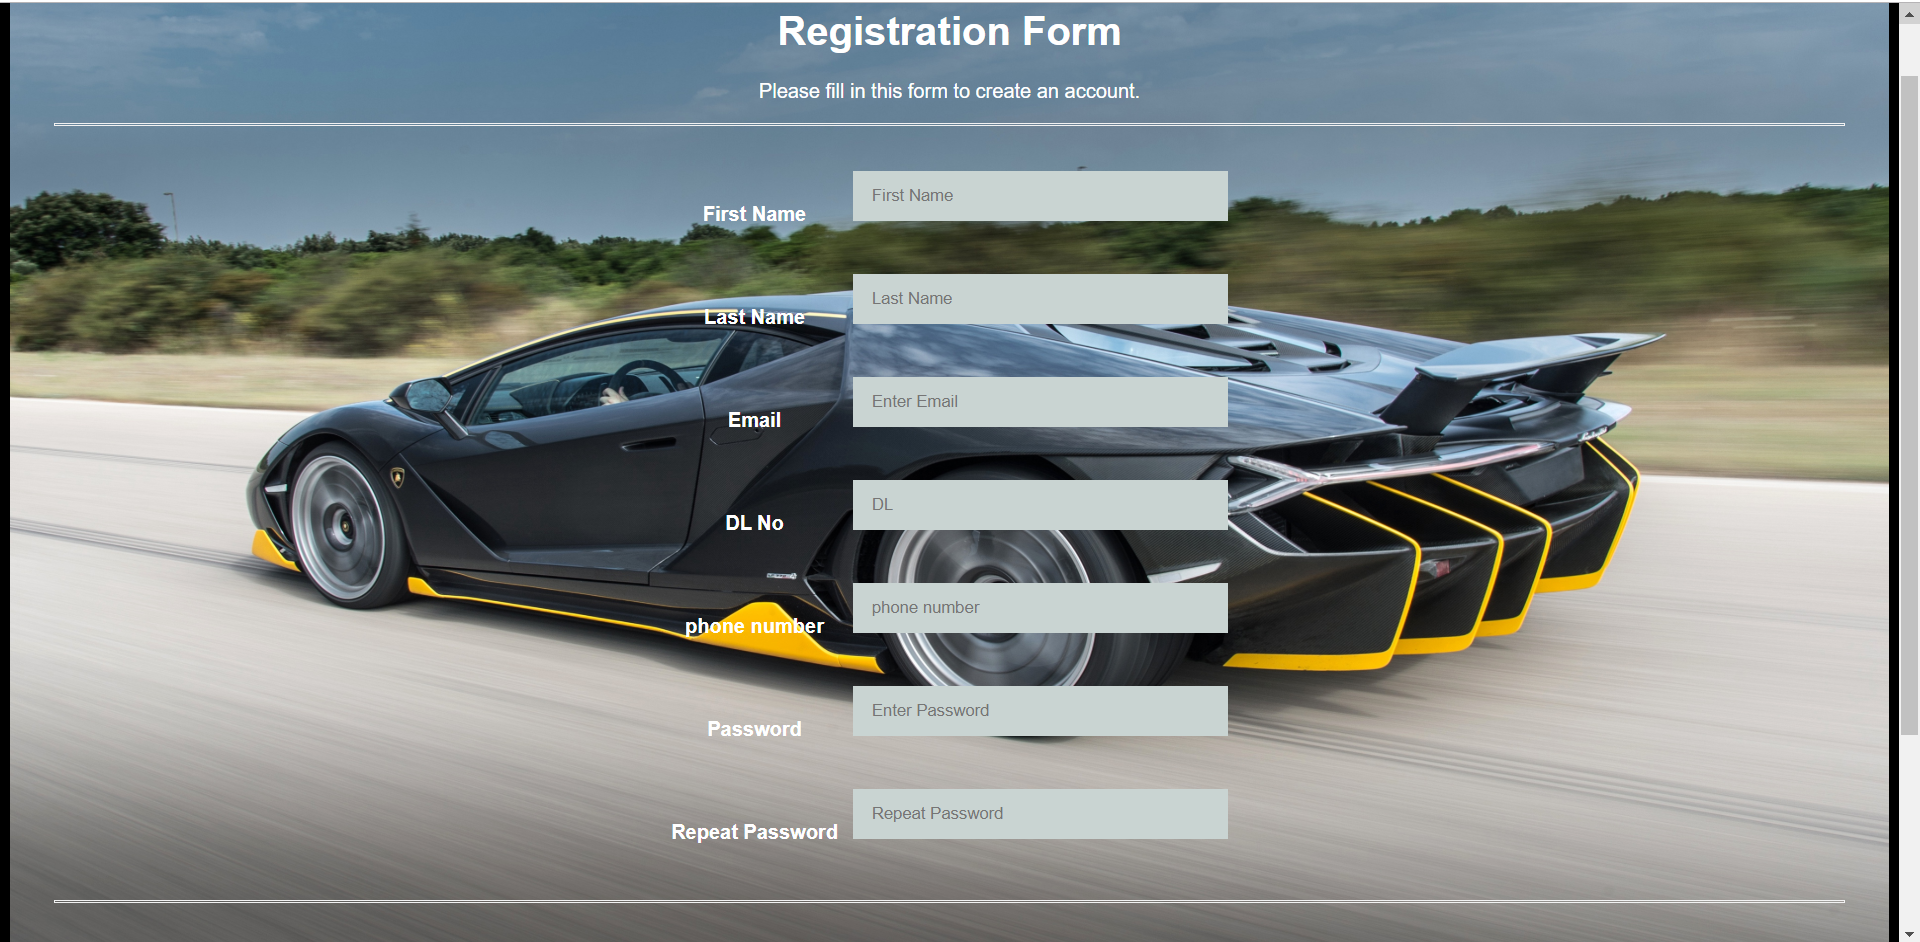 Registration Form
Please fill in this form to create an account.
First Name First Name
Last Name Last Name
Email Enter Email
DL No DL
phone number phone number
Password Enter Password
Repeat Password Repeat Password